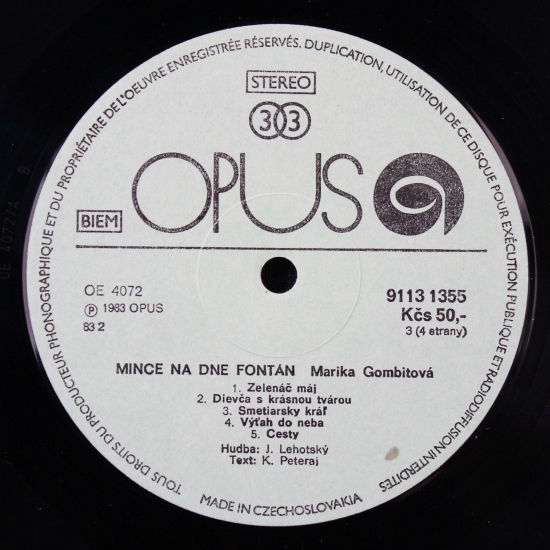 TOUS DROITS DU PRODUCTEUR PHONOGRAPHIQUE ET DU PROPRIÉTAIRE DE L'OEUVRE ENREGISTRÉE RÉSERVÉS. DUPLICATION, UTILISATION DE CE DISQUE POUR EXÉCUTION PUBLIQUE ET RADIODIFFUSION INTERDITES
STEREO
33
OPUS
BIEM
OE 4072
9113 1355
Ⓟ 1983 OPUS
Kčs 50,-
83 2
3 (4 strany)
MINCE NA DNE FONTÁN Marika Gombitová
1. Zelenáč máj
2. Dievča s krásnou tvárou
3. Smetiarsky kráľ
4. Výťah do neba
5. Cesty
Hudba: J. Lehotský
Text: K. Peteraj
MADE IN CZECHOSLOVAKIA
OE 4072/A